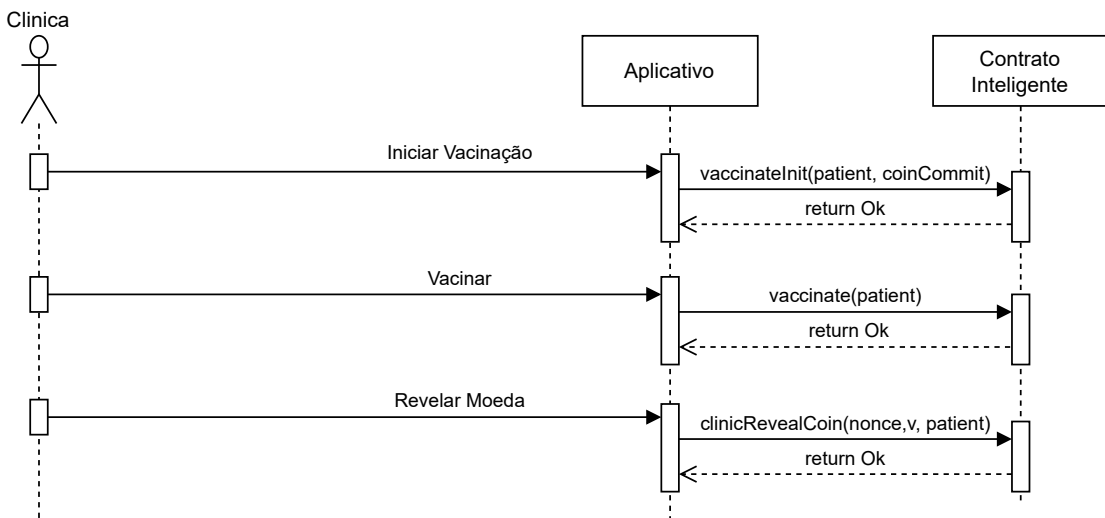 Clinica
Aplicativo
Contrato
Inteligente
Iniciar Vacinação
vaccinateInit(patient, coinCommit)
return Ok
Vacinar
vaccinate(patient)
return Ok
Revelar Moeda
clinicRevealCoin(nonce,v, patient)
return Ok